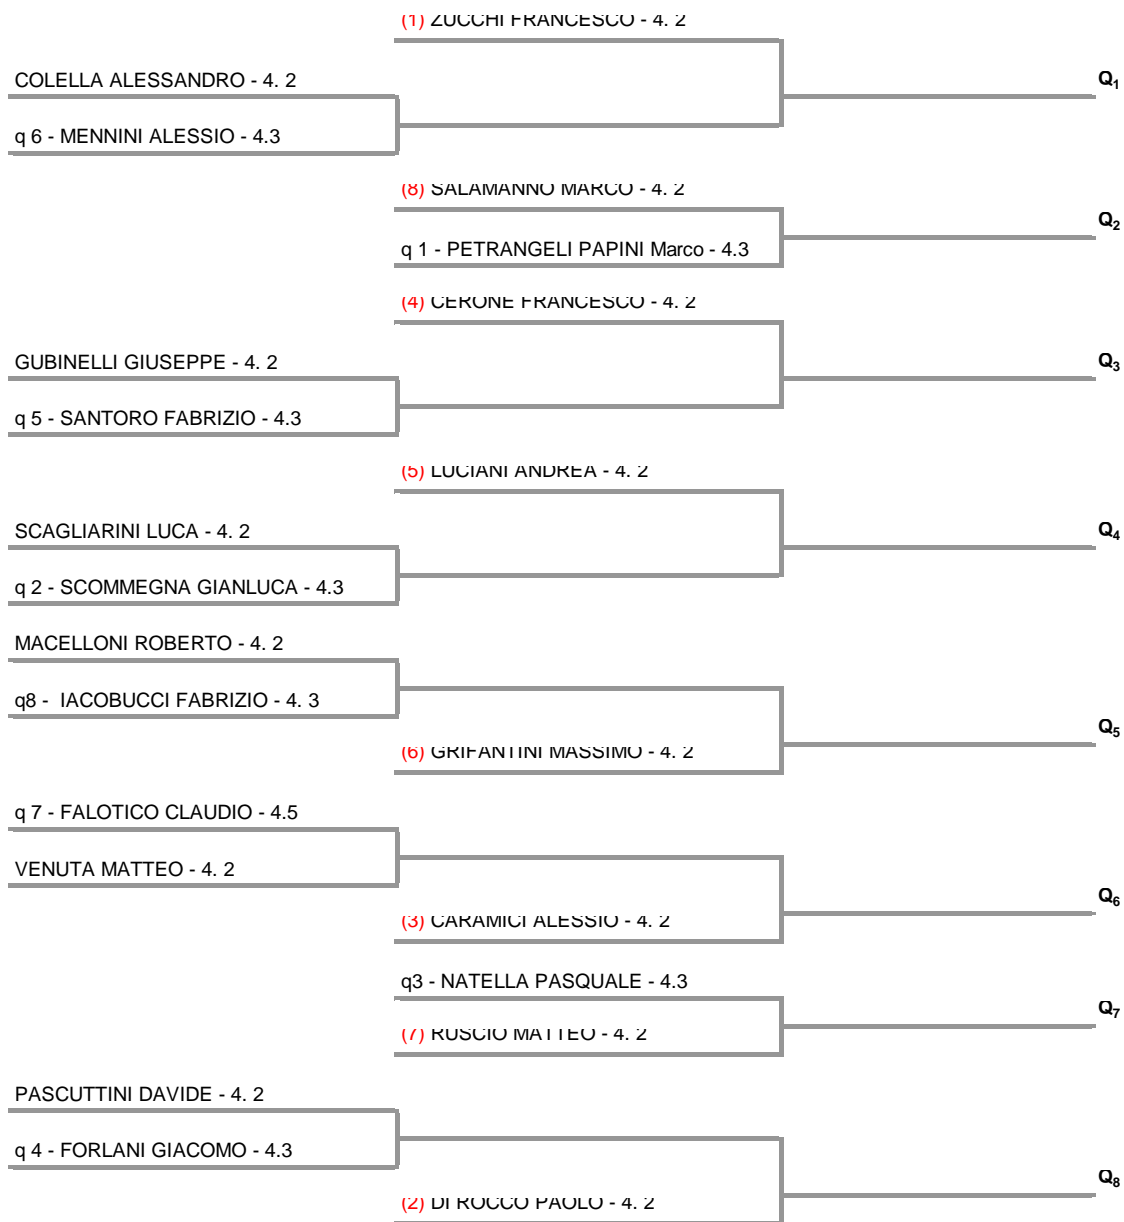 (1) ZUCCHI FRANCESCO - 4. 2
COLELLA ALESSANDRO - 4. 2
Q1
q 6 - MENNINI ALESSIO - 4.3
(8) SALAMANNO MARCO - 4. 2
Q2
q 1 - PETRANGELI PAPINI Marco - 4.3
(4) CERONE FRANCESCO - 4. 2
GUBINELLI GIUSEPPE - 4. 2
Q3
q 5 - SANTORO FABRIZIO - 4.3
(5) LUCIANI ANDREA - 4. 2
SCAGLIARINI LUCA - 4. 2
Q4
q 2 - SCOMMEGNA GIANLUCA - 4.3
MACELLONI ROBERTO - 4. 2
q8 - IACOBUCCI FABRIZIO - 4. 3
Q5
(6) GRIFANTINI MASSIMO - 4. 2
q 7 - FALOTICO CLAUDIO - 4.5
VENUTA MATTEO - 4. 2
Q6
(3) CARAMICI ALESSIO - 4. 2
q3 - NATELLA PASQUALE - 4.3
Q7
(7) RUSCIO MATTEO - 4. 2
PASCUTTINI DAVIDE - 4. 2
q 4 - FORLANI GIACOMO - 4.3
Q8
(2) DI ROCCO PAOLO - 4. 2